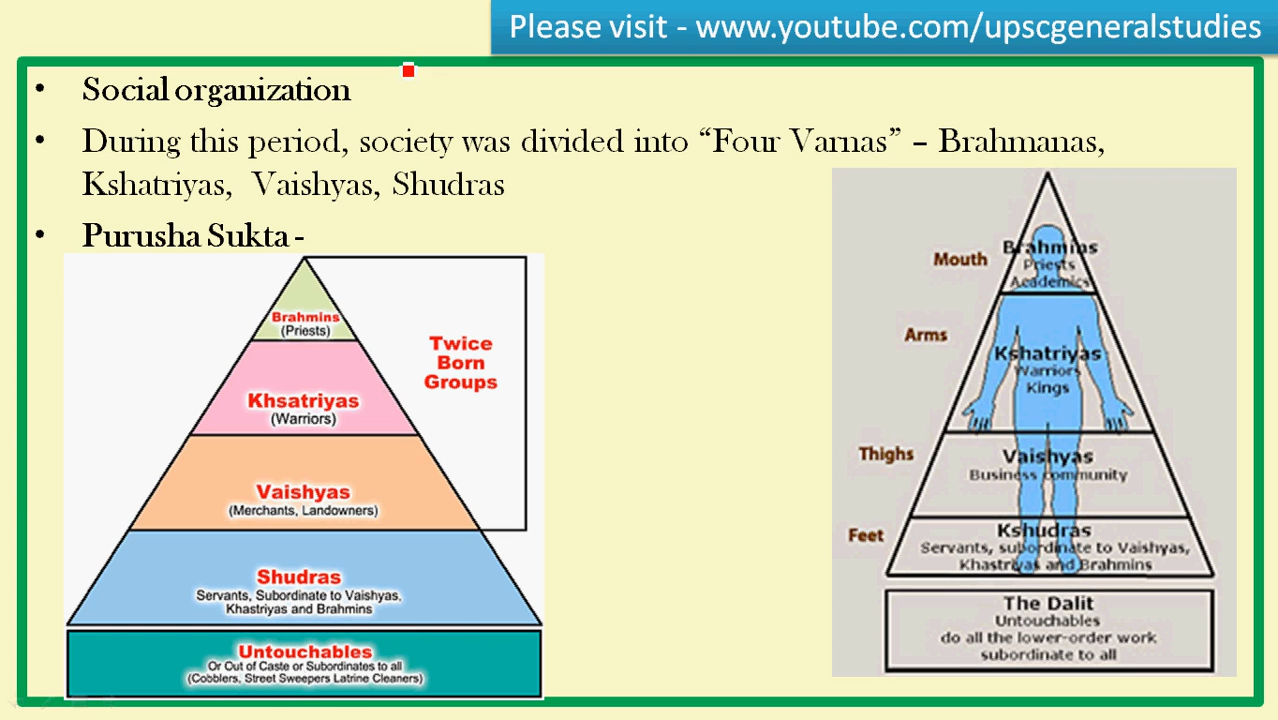 Please visit - www.youtube.com/upscgeneralstudies
• Social organization
• During this period, society was divided into “Four Varnas” – Brahmanas,
Kshatriyas, Vaishyas, Shudras
• Purusha Sukta -
Brahmins
(Priests)
Khsatriyas
(Warriors)
Vaishyas
(Merchants, Landowners)
Shudras
Servants, Subordinate to Vaishyas,
Khastriyas and Brahmins
Untouchables
Or Out of Caste or Subordinates to all
(Cobblers, Street Sweepers Latrine Cleaners)
Twice
Born
Groups
Mouth
Brahmins
Priests
Academics
Arms
Kshatriyas
Warriors
Kings
Thighs
Vaishyas
Business community
Feet
Kshudras
Servants, subordinate to Vaishyas,
Khastriyas and Brahmins
The Dalit
Untouchables
do all the lower-order work
subordinate to all